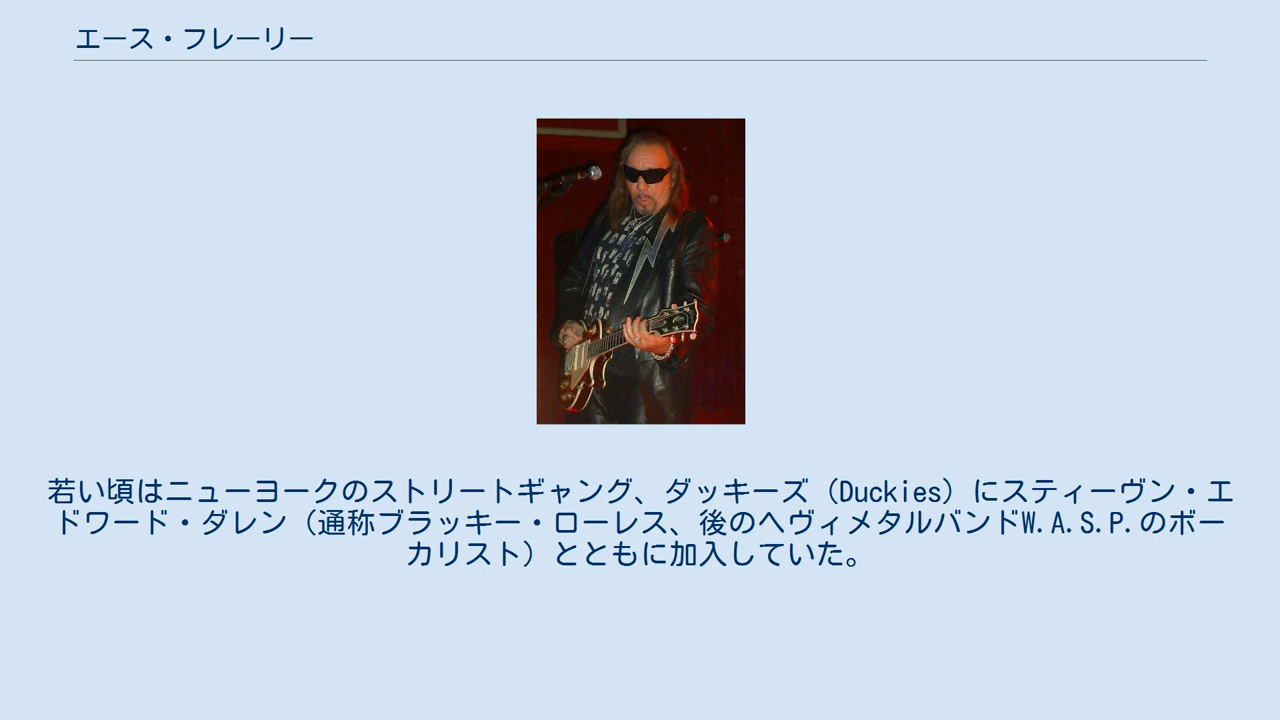 エース・フレーリー
若い頃はニューヨークのストリートギャング、ダッキーズ（Duckies）にスティーヴン・エ
ドワード・ダレン（通称ブラッキー・ローレス、後のヘヴィメタルバンドW.A.S.P.のボー
カリスト）とともに加入していた。